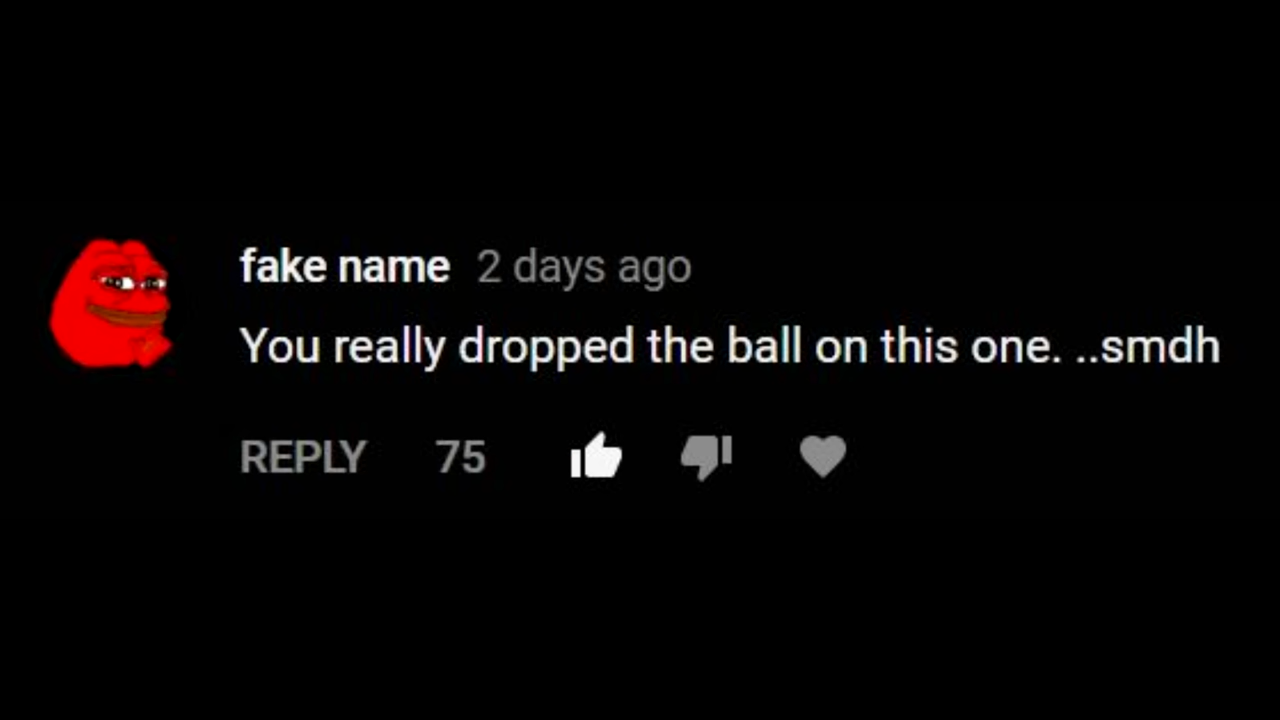 fake name 2 days ago
You really dropped the ball on this one. ..smdh
REPLY 75